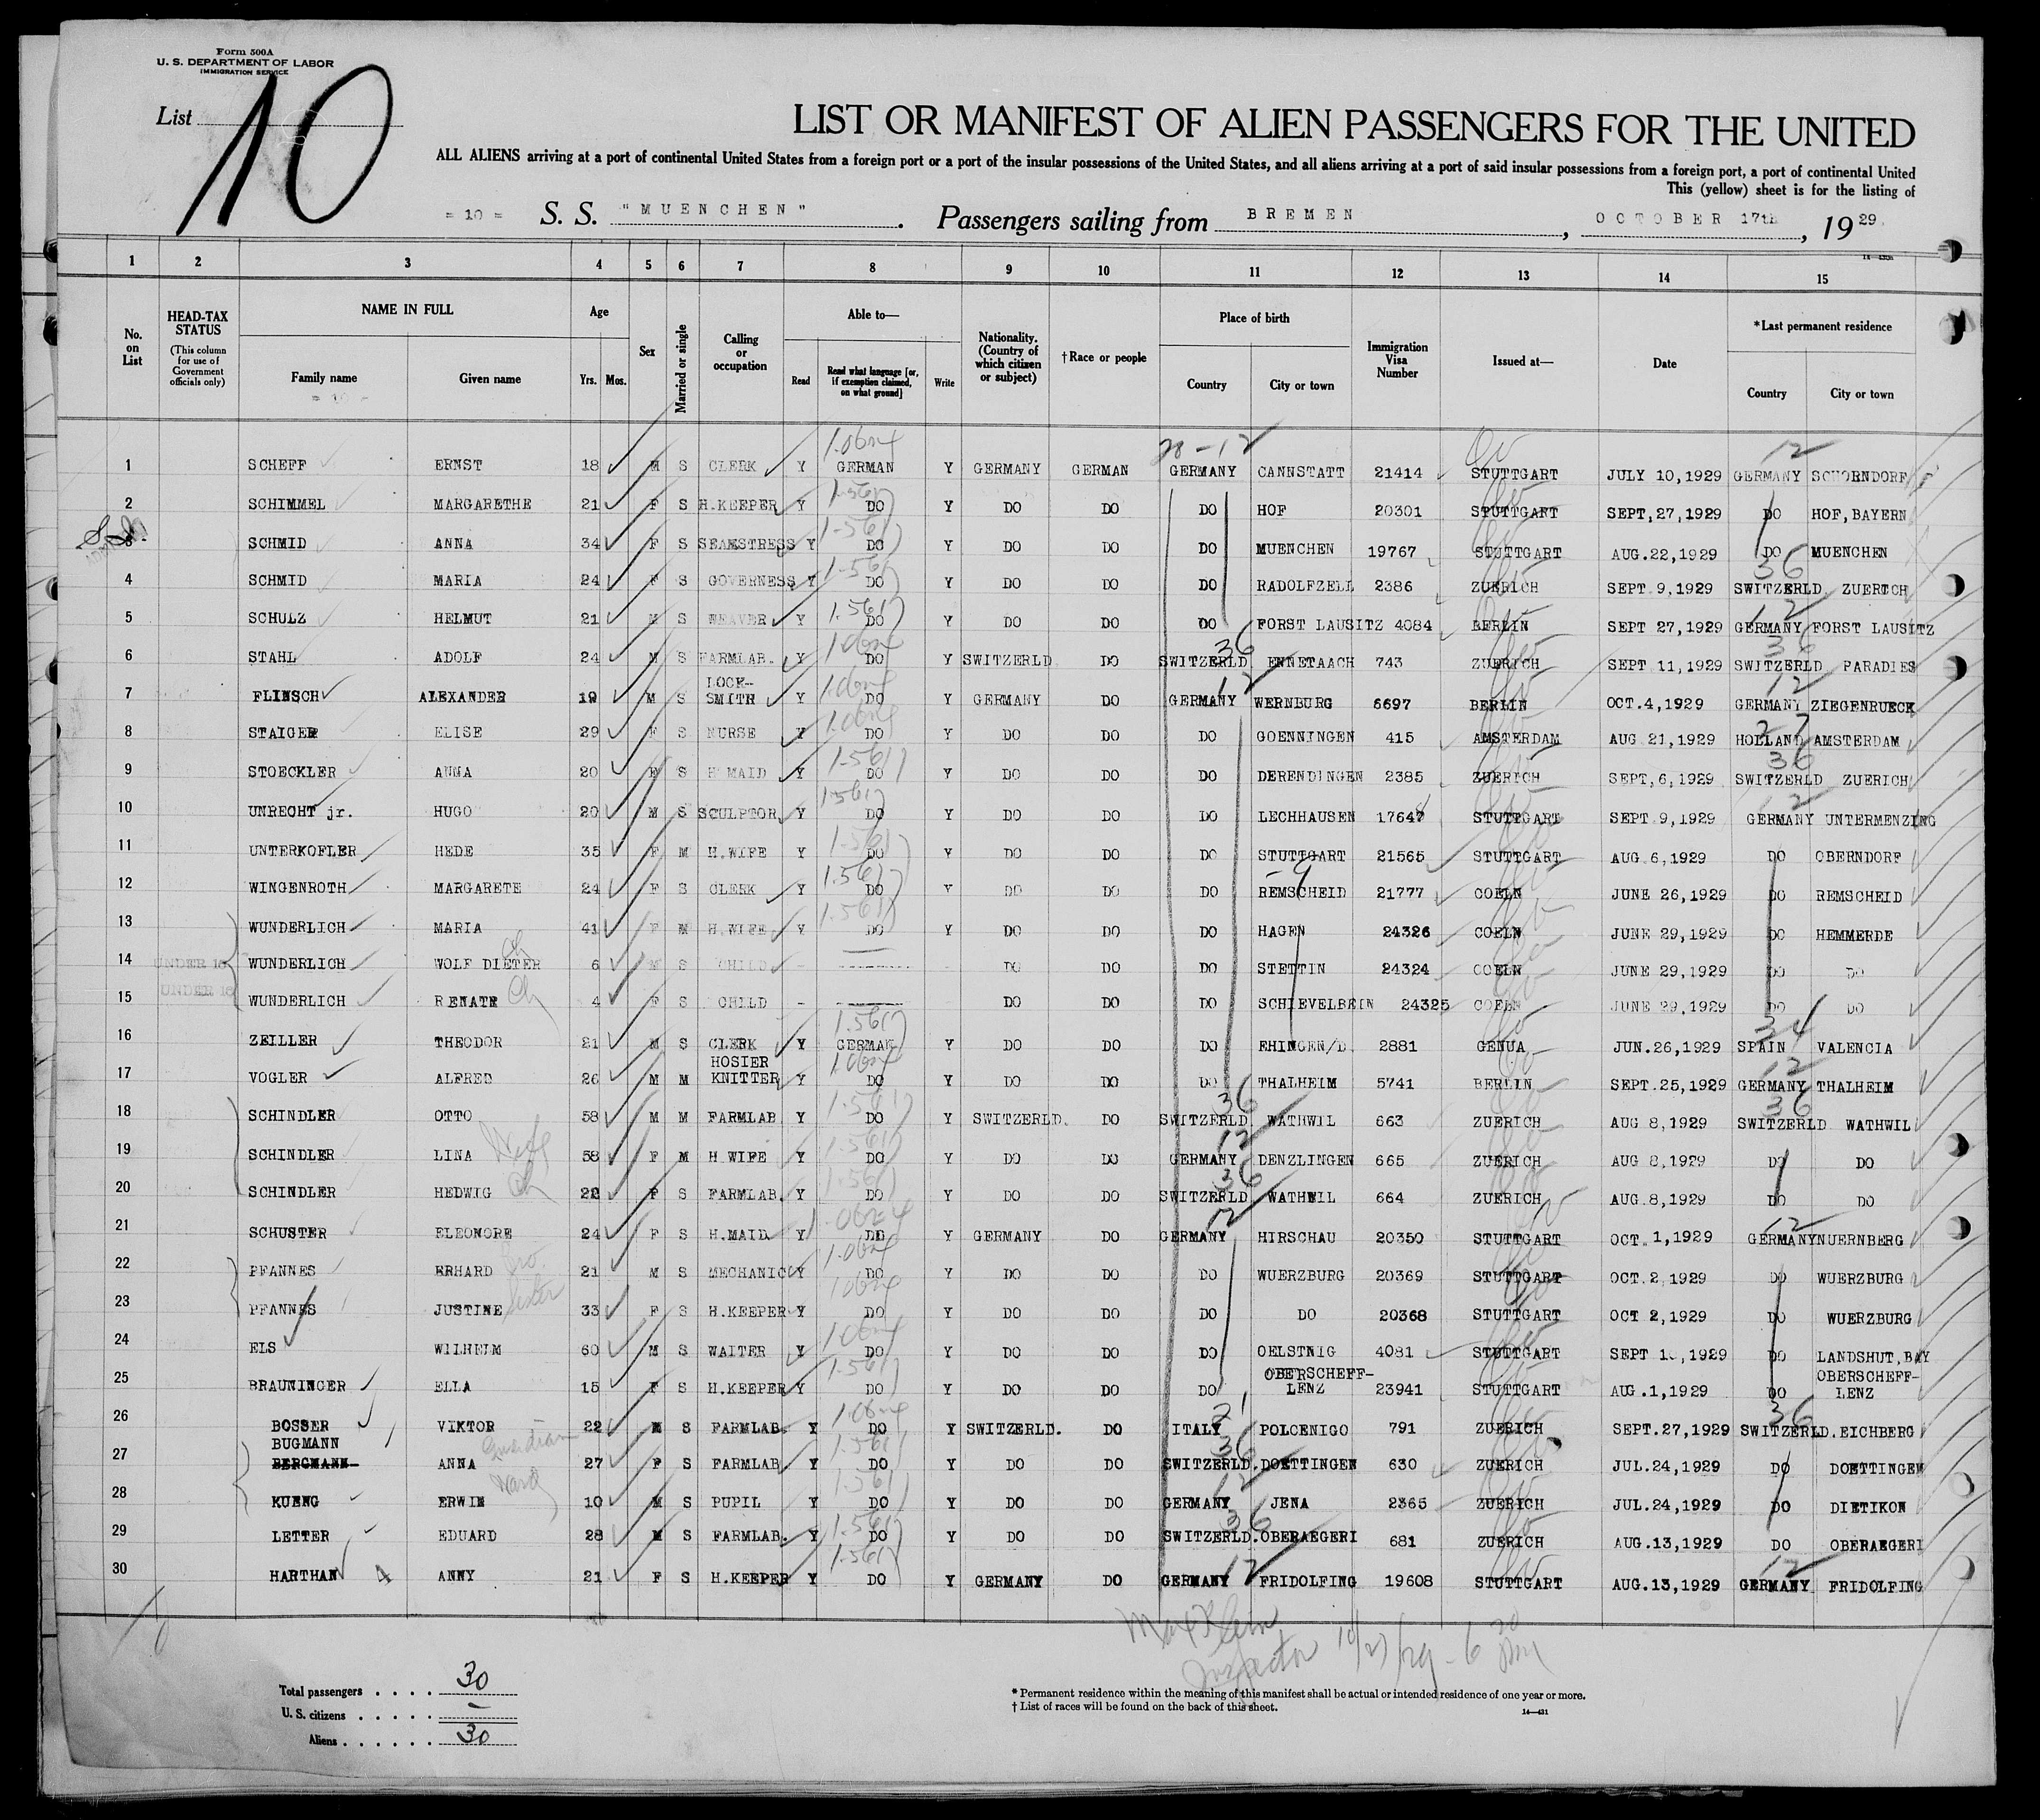 Form 500A
U. S. DEPARTMENT OF LABOR
IMMIGRATION SERVICE
List 10
LIST OR MANIFEST OF ALIEN PASSENGERS FOR THE UNITED
ALL ALIENS arriving at a port of continental United States from a foreign port or a port of the insular possessions of the United States, and all aliens arriving at a port of said insular possessions from a foreign port, a port of continental United
This (yellow) sheet is for the listing of
= 10 = S. S. "MUENCHEN". Passengers sailing from BREMEN, OCTOBER 17th, 1929.
1 2 3 4 5 6 7 8 9 10 11 12 13 14 15
No. on List
HEAD-TAX STATUS (This column for use of Government officials only)
NAME IN FULL
Family name Given name
Age
Yrs. Mos.
Sex
Married or single
Calling or occupation
Able to—
Read Read what language [or, if exemption claimed, on what ground] Write
Nationality. (Country of which citizen or subject)
†Race or people
Place of birth
Country City or town
Immigration Visa Number
Issued at—
Date
*Last permanent residence
Country City or town
1 SCHEFF ERNST 18 M S CLERK Y GERMAN Y GERMANY GERMAN GERMANY CANNSTATT 21414 STUTTGART JULY 10,1929 GERMANY SCHORNDORF
2 SCHIMMEL MARGARETHE 21 F S H.KEEPER Y DO Y DO DO DO HOF 20301 STUTTGART SEPT,27,1929 DO HOF,BAYERN
3 SCHMID ANNA 34 F S SEAMSTRESS Y DO Y DO DO DO MUENCHEN 19767 STUTTGART AUG.22,1929 DO MUENCHEN
4 SCHMID MARIA 24 F S GOVERNESS Y DO Y DO DO DO RADOLFZELL 2386 ZUERICH SEPT 9,1929 SWITZERLD ZUERICH
5 SCHULZ HELMUT 21 M S WEAVER Y DO Y DO DO DO FORST LAUSITZ 4084 BERLIN SEPT 27,1929 GERMANY FORST LAUSITZ
6 STAHL ADOLF 24 M S FARMLAB. Y DO Y SWITZERLD DO SWITZERLD ENNETAACH 743 ZUERICH SEPT 11,1929 SWITZERLD PARADIES
7 FLINSCH ALEXANDER 19 M S LOCK-SMITH Y DO Y GERMANY DO GERMANY WERNBURG 6697 BERLIN OCT.4,1929 GERMANY ZIEGENRUECK
8 STAIGER ELISE 29 F S NURSE Y DO Y DO DO DO GOENNINGEN 415 AMSTERDAM AUG 21,1929 HOLLAND AMSTERDAM
9 STOECKLER ANNA 20 F S H MAID Y DO Y DO DO DO DERENDINGEN 2385 ZUERICH SEPT,6,1929 SWITZERLD ZUERICH
10 UNRECHT jr. HUGO 20 M S SCULPTOR Y DO Y DO DO DO LECHHAUSEN 17647 STUTTGART SEPT 9,1929 GERMANY UNTERMENZING
11 UNTERKOFLER HEDE 35 F M H.WIFE Y DO Y DO DO DO STUTTGART 21565 STUTTGART AUG 6,1929 DO OBERNDORF
12 WINGENROTH MARGARETE 24 F S CLERK Y DO Y DO DO DO REMSCHEID 21777 COELN JUNE 26,1929 DO REMSCHEID
13 WUNDERLICH MARIA 41 F M H.WIFE Y DO Y DO DO DO HAGEN 24326 COELN JUNE 29,1929 DO HEMMERDE
14 UNDER 16 WUNDERLICH WOLF DIETER Ch 6 M S CHILD - DO DO DO STETTIN 24324 COELN JUNE 29,1929 DO DO
15 UNDER 16 WUNDERLICH RENATE Ch 4 F S CHILD - DO DO DO SCHIEVELBEIN 24325 COELN JUNE 29,1929 DO DO
16 ZEILLER THEODOR 21 M S CLERK Y GERMAN Y DO DO DO EHINGEN/D. 2881 GENUA JUN.26,1929 SPAIN VALENCIA
17 VOGLER ALFRED 26 M M HOSIER KNITTER Y DO Y DO DO DO THALHEIM 5741 BERLIN SEPT.25,1929 GERMANY THALHEIM
18 SCHINDLER OTTO 58 M M FARMLAB Y DO Y SWITZERLD. DO SWITZERLD WATHWIL 663 ZUERICH AUG 8,1929 SWITZERLD WATHWIL
19 SCHINDLER LINA Wife 58 F M H WIFE Y DO Y DO DO GERMANY DENZLINGEN 665 ZUERICH AUG 8,1929 DO DO
20 SCHINDLER HEDWIG Ch 22 F S FARMLAB. Y DO Y DO DO SWITZERLD WATHWIL 664 ZUERICH AUG.8,1929 DO DO
21 SCHUSTER ELEONORE 24 F S H.MAID Y DO Y GERMANY DO GERMANY HIRSCHAU 20350 STUTTGART OCT. 1,1929 GERMANY NUERNBERG
22 PFANNES ERHARD Bro. 21 M S MECHANIC Y DO Y DO DO DO WUERZBURG 20369 STUTTGART OCT.2,1929 DO WUERZBURG
23 PFANNES JUSTINE Sister 33 F S H.KEEPER Y DO Y DO DO DO DO 20368 STUTTGART OCT 2,1929 DO WUERZBURG
24 ELS WILHELM 60 M S WAITER Y DO Y DO DO DO OELSTNIG 4081 STUTTGART SEPT ,1929 DO LANDSHUT,BAY
25 BRAUNINGER ELLA 15 F S H.KEEPER Y DO Y DO DO DO OBERSCHEFF-LENZ 23941 STUTTGART AUG.1,1929 DO OBERSCHEFF-LENZ
26 BOSSER VIKTOR 22 M S FARMLAB. Y DO Y SWITZERLD. DO ITALY POLCENIGO 791 ZUERICH SEPT.27,1929 SWITZERLD. EICHBERG
27 BUGMANN BERGMANN ANNA Guardian 27 F S FARMLAB. Y DO Y DO DO SWITZERLD. DOETTINGEN 630 ZUERICH JUL.24,1929 DO DOETTINGEN
28 KUENG ERWIN Ward 10 M S PUPIL Y DO Y DO DO GERMANY JENA 2365 ZUERICH JUL.24,1929 DO DIETIKON
29 LETTER EDUARD 28 M S FARMLAB. Y DO Y DO DO SWITZERLD. OBERAEGERI 681 ZUERICH AUG.13,1929 DO OBERAEGERI
30 HARTHAN ANNY 21 F S H.KEEPER Y DO Y GERMANY DO GERMANY FRIDOLFING 19608 STUTTGART AUG.13,1929 GERMANY FRIDOLFING
Max Klein
Inspector 10/27/29 - 6 30 PM
Total passengers . . . . 30
U. S. citizens . . . . . –
Aliens . . . . . . 30
* Permanent residence within the meaning of this manifest shall be actual or intended residence of one year or more.
† List of races will be found on the back of this sheet.
14—431